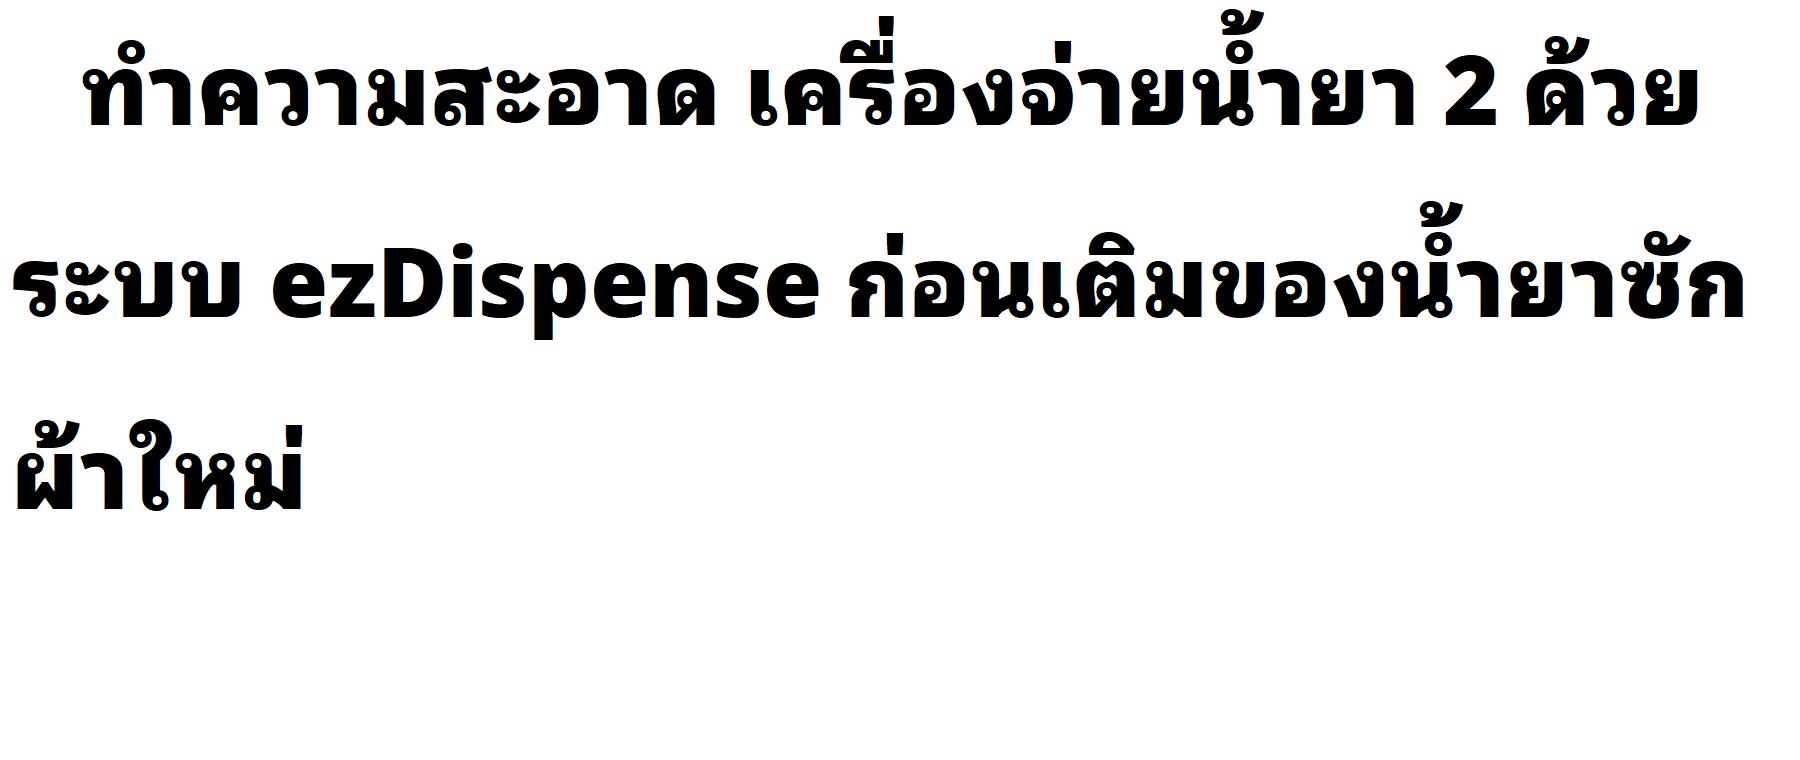 ทำความสะอาด เครื่องจ่ายน้ำยา 2 ด้วย
ระบบ ezDispense ก่อนเติมของน้ำยาซัก
ผ้าใหม่